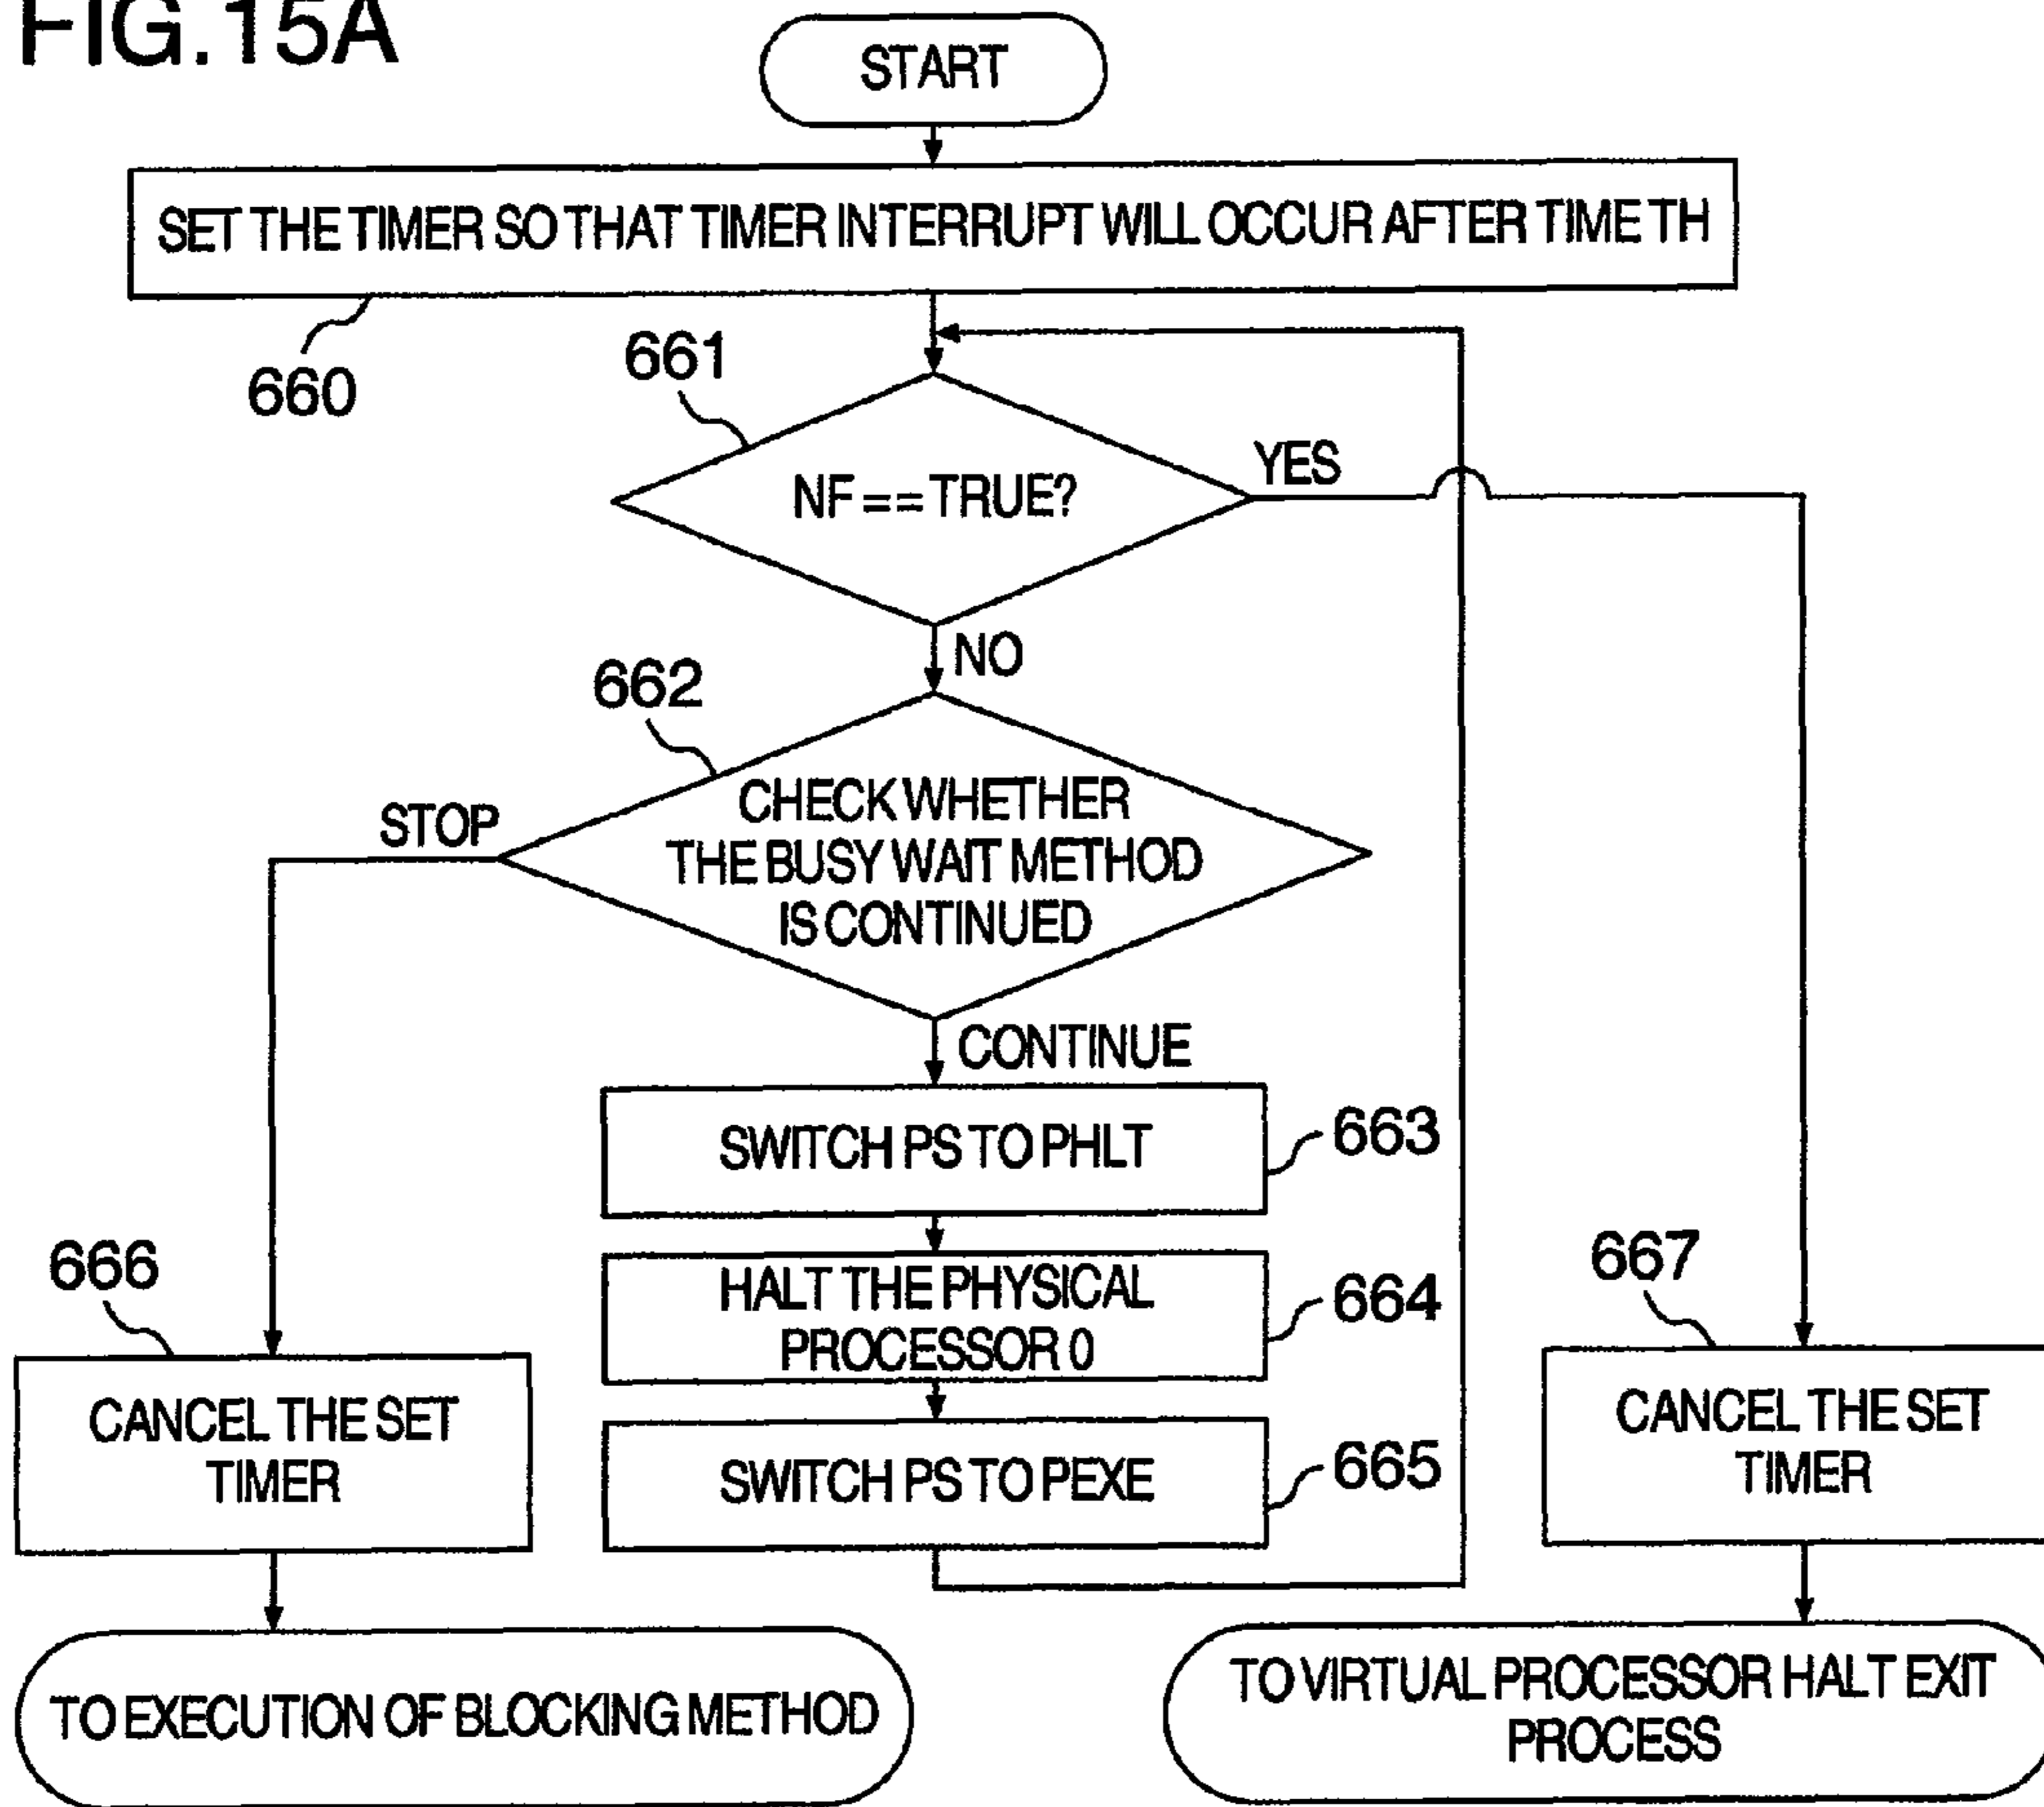 FIG.15A
START
SET THE TIMER SO THAT TIMER INTERRUPT WILL OCCUR AFTER TIME TH
660
661
NF == TRUE?
YES
NO
662
CHECK WHETHER
THE BUSY WAIT METHOD
IS CONTINUED
STOP
CONTINUE
SWITCH PS TO PHLT
663
HALT THE PHYSICAL
PROCESSOR 0
664
SWITCH PS TO PEXE
665
666
CANCEL THE SET
TIMER
667
CANCEL THE SET
TIMER
TO EXECUTION OF BLOCKING METHOD
TO VIRTUAL PROCESSOR HALT EXIT
PROCESS